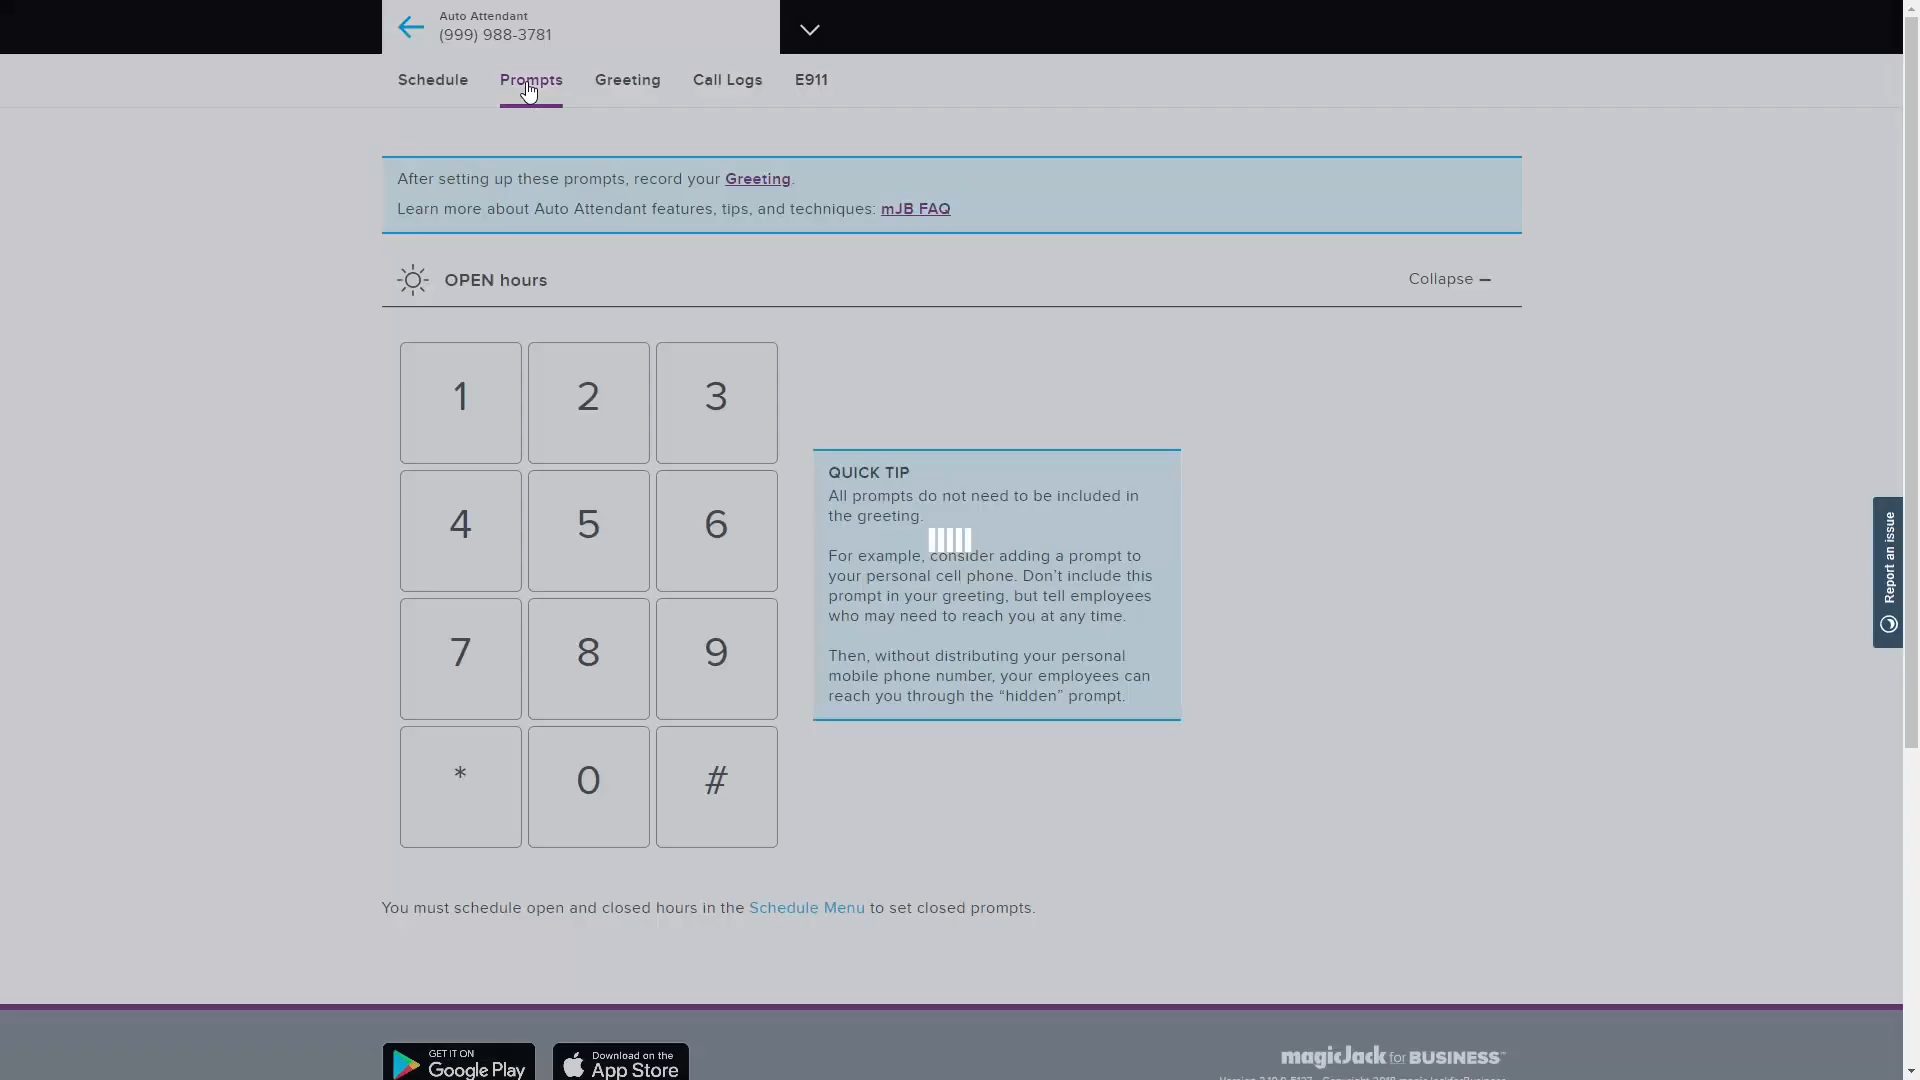 Auto Attendant
(999) 988-3781
Schedule Prompts Greeting Call Logs E911
After setting up these prompts, record your Greeting.
Learn more about Auto Attendant features, tips, and techniques: mJB FAQ
OPEN hours Collapse
1 2 3
4 5 6
7 8 9
* 0 #
QUICK TIP
All prompts do not need to be included in
the greeting.
For example, consider adding a prompt to
your personal cell phone. Don’t include this
prompt in your greeting, but tell employees
who may need to reach you at any time.
Then, without distributing your personal
mobile phone number, your employees can
reach you through the “hidden” prompt.
Report an issue
You must schedule open and closed hours in the Schedule Menu to set closed prompts.
GET IT ON
Google Play
Download on the
App Store
magicJack for BUSINESS